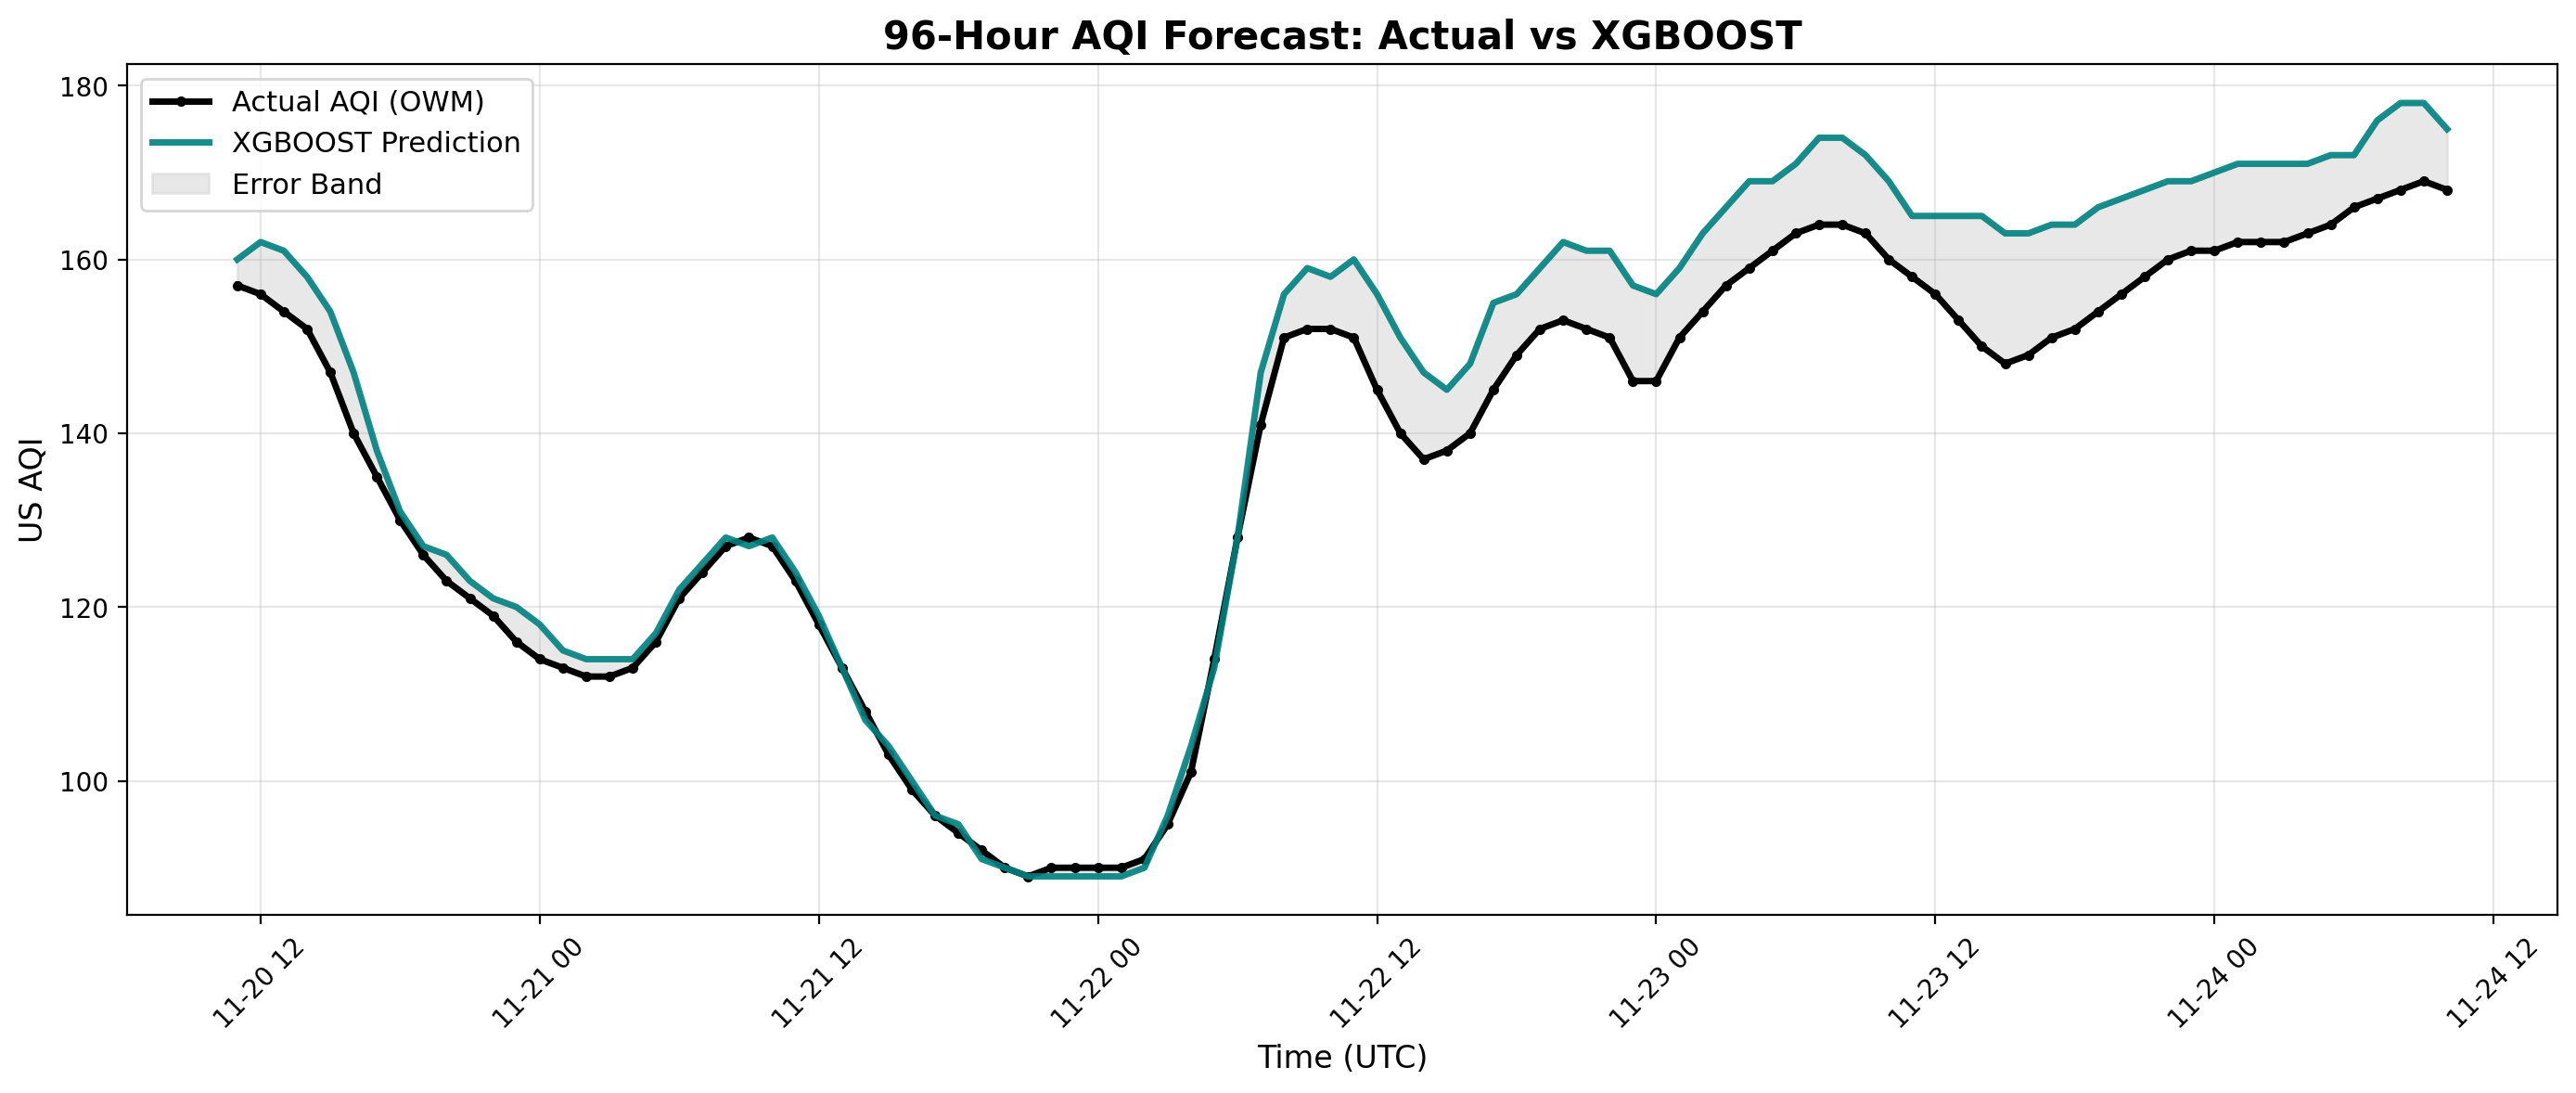 96-Hour AQI Forecast: Actual vs XGBOOST
Actual AQI (OWM)
XGBOOST Prediction
Error Band
US AQI
180
160
140
120
100
11-20 12
11-21 00
11-21 12
11-22 00
11-22 12
11-23 00
11-23 12
11-24 00
11-24 12
Time (UTC)